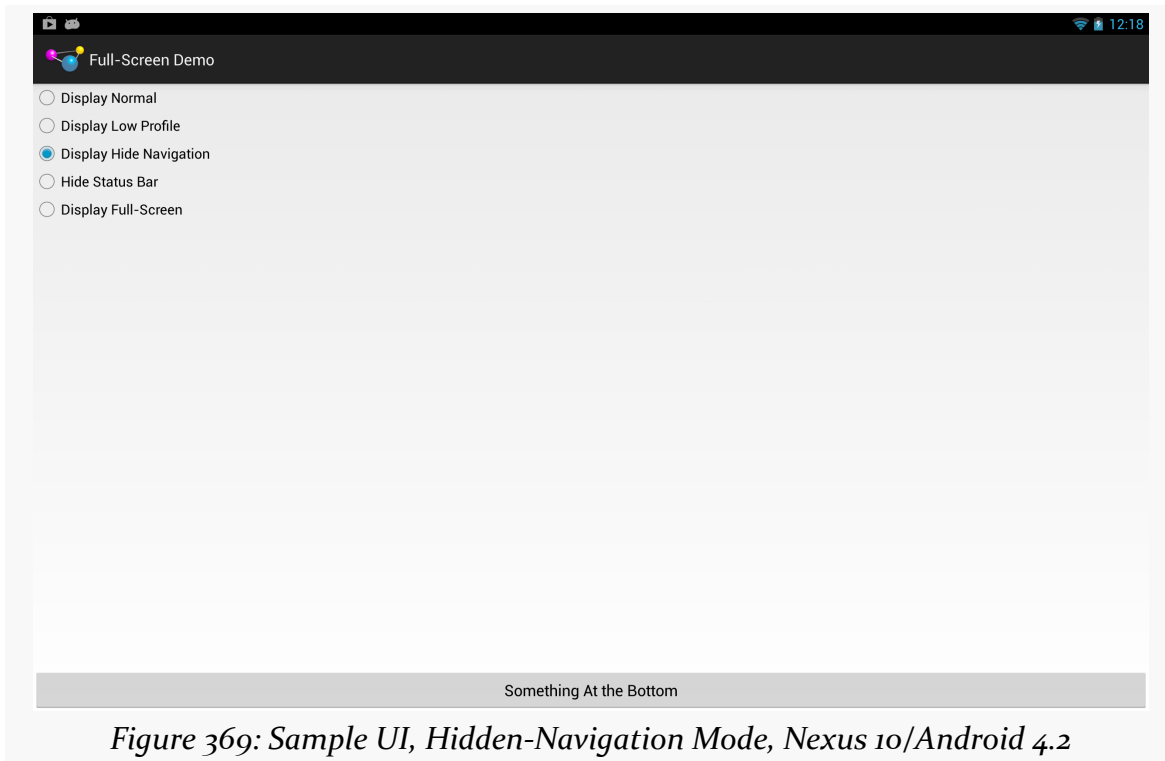 12:18
Full-Screen Demo
Display Normal
Display Low Profile
Display Hide Navigation
Hide Status Bar
Display Full-Screen
Something At the Bottom
Figure 369: Sample UI, Hidden-Navigation Mode, Nexus 10/Android 4.2